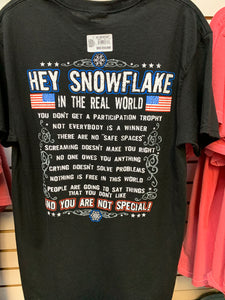 HEY SNOWFLAKE
IN THE REAL WORLD
YOU DON'T GET A PARTICIPATION TROPHY
NOT EVERYBODY IS A WINNER
THERE ARE NO "SAFE SPACES"
SCREAMING DOESN'T MAKE YOU RIGHT
NO ONE OWES YOU ANYTHING
CRYING DOESN'T SOLVE PROBLEMS
NOTHING IS FREE IN THIS WORLD
PEOPLE ARE GOING TO SAY THINGS
THAT YOU DON'T LIKE
AND YOU ARE NOT SPECIAL!